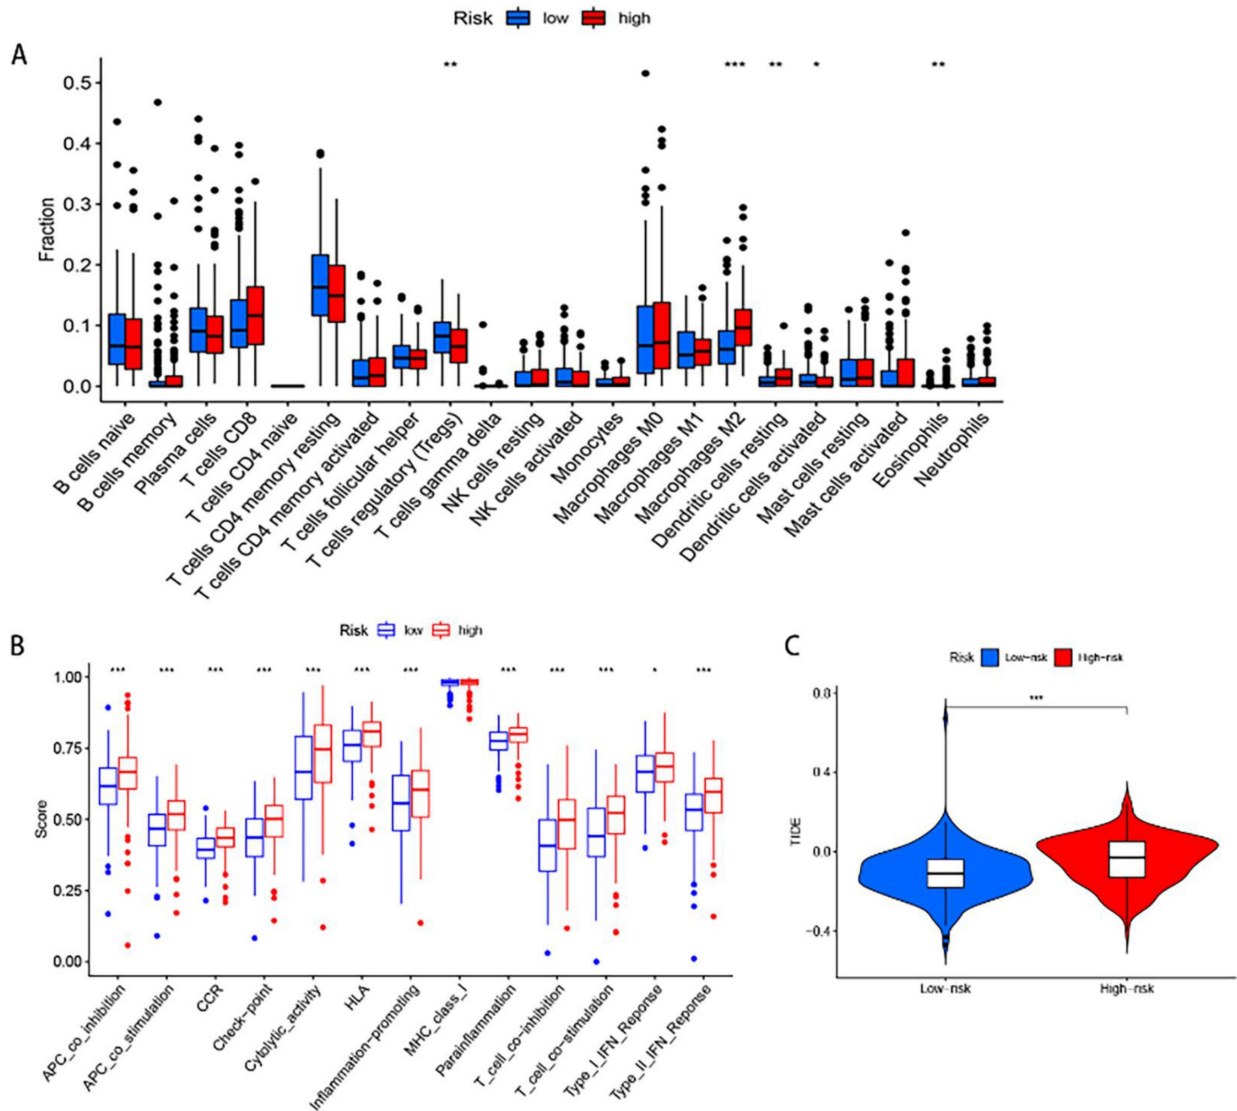 Risk low high
A
** *** ** * **
0.5
0.4
0.3
0.2
0.1
0.0
Fraction
B cells naive
B cells memory
Plasma cells
T cells CD8
T cells CD4 naive
T cells CD4 memory resting
T cells CD4 memory activated
T cells follicular helper
T cells regulatory (Tregs)
T cells gamma delta
NK cells resting
NK cells activated
Monocytes
Macrophages M0
Macrophages M1
Macrophages M2
Dendritic cells resting
Dendritic cells activated
Mast cells resting
Mast cells activated
Eosinophils
Neutrophils
B
Risk low high
*** *** *** *** *** *** *** *** *** *** * ***
1.00
0.75
0.50
0.25
0.00
Score
APC_co_inhibition
APC_co_stimulation
CCR
Check-point
Cytolytic_activity
HLA
Inflammation-promoting
MHC_class_I
Parainflammation
T_cell_co-inhibition
T_cell_co-stimulation
Type_I_IFN_Reponse
Type_II_IFN_Reponse
C
Risk Low-risk High-risk
***
0.8
0.4
0.0
-0.4
TIDE
Low-risk High-risk